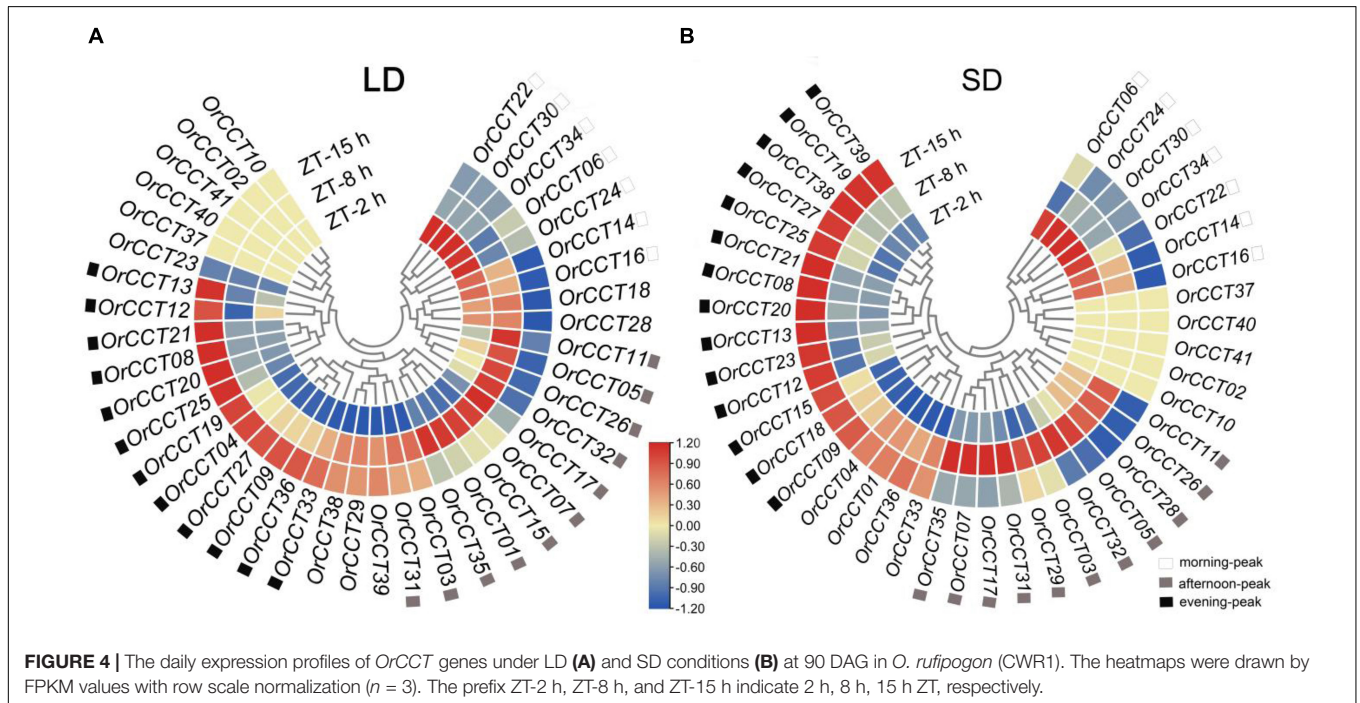 A
B
LD
SD
OrCCT10
OrCCT02
OrCCT41
OrCCT40
OrCCT37
OrCCT23
OrCCT13
OrCCT12
OrCCT21
OrCCT08
OrCCT20
OrCCT25
OrCCT19
OrCCT04
OrCCT27
OrCCT09
OrCCT36
OrCCT33
OrCCT38
OrCCT29
OrCCT39
OrCCT31
OrCCT03
OrCCT35
OrCCT01
OrCCT15
OrCCT07
OrCCT17
OrCCT32
OrCCT26
OrCCT05
OrCCT11
OrCCT28
OrCCT18
OrCCT16
OrCCT14
OrCCT24
OrCCT06
OrCCT34
OrCCT30
OrCCT22
ZT-15 h
ZT-8 h
ZT-2 h
1.20
0.90
0.60
0.30
0.00
-0.30
-0.60
-0.90
-1.20
OrCCT39
OrCCT19
OrCCT38
OrCCT27
OrCCT25
OrCCT21
OrCCT08
OrCCT20
OrCCT13
OrCCT23
OrCCT12
OrCCT15
OrCCT18
OrCCT09
OrCCT04
OrCCT01
OrCCT36
OrCCT33
OrCCT35
OrCCT07
OrCCT17
OrCCT31
OrCCT29
OrCCT03
OrCCT32
OrCCT05
OrCCT28
OrCCT26
OrCCT11
OrCCT10
OrCCT02
OrCCT41
OrCCT40
OrCCT37
OrCCT16
OrCCT14
OrCCT22
OrCCT34
OrCCT30
OrCCT24
OrCCT06
ZT-15 h
ZT-8 h
ZT-2 h
morning-peak
afternoon-peak
evening-peak
FIGURE 4 | The daily expression profiles of OrCCT genes under LD (A) and SD conditions (B) at 90 DAG in O. rufipogon (CWR1). The heatmaps were drawn by
FPKM values with row scale normalization (n = 3). The prefix ZT-2 h, ZT-8 h, and ZT-15 h indicate 2 h, 8 h, 15 h ZT, respectively.